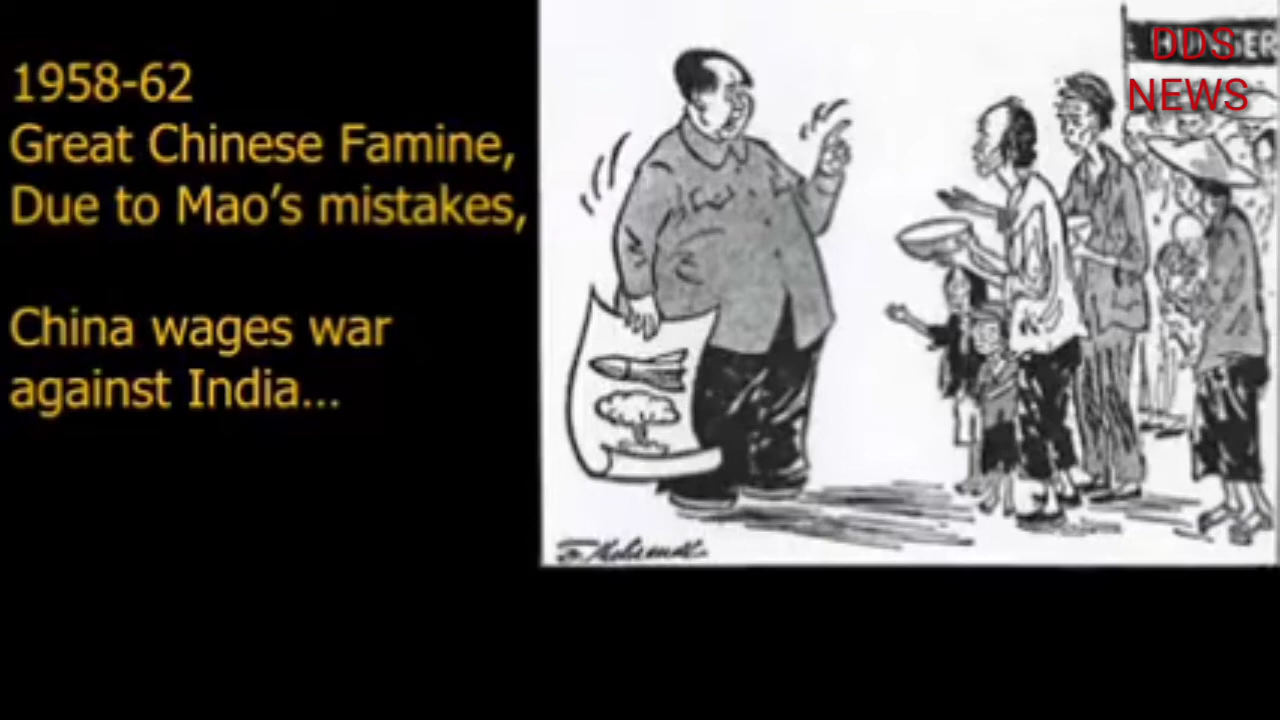 1958-62
Great Chinese Famine,
Due to Mao's mistakes,
China wages war
against India...
DDS
NEWS